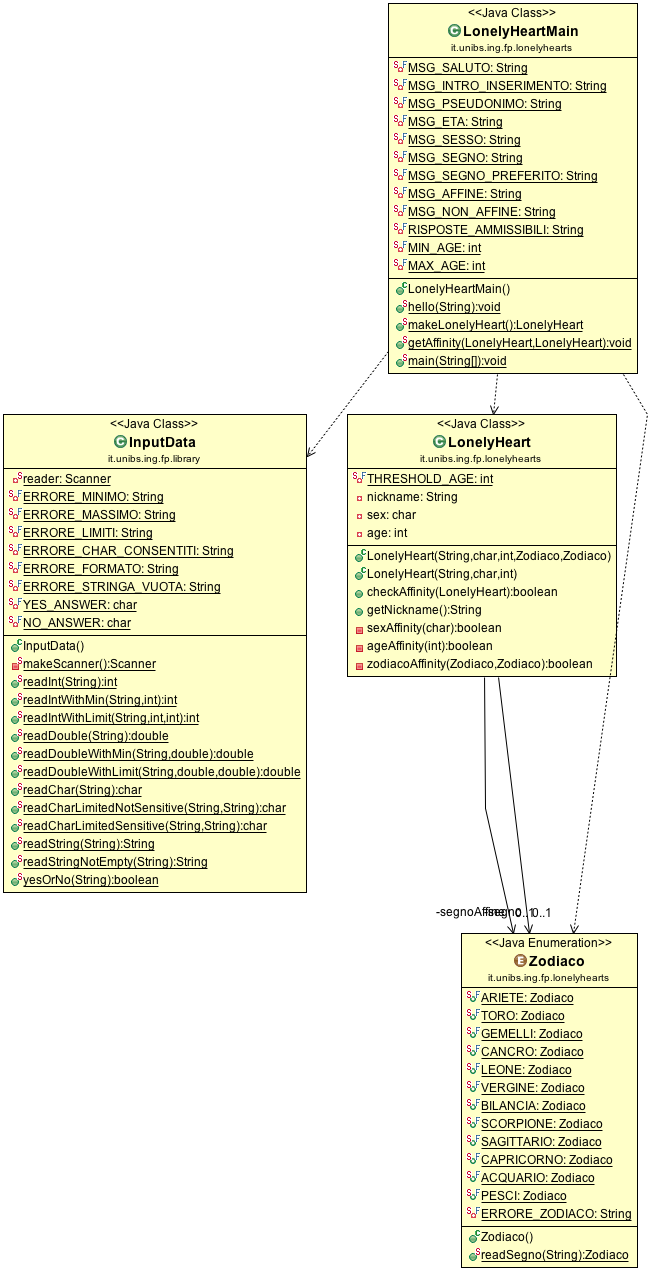 <<Java Class>>
LonelyHeartMain
it.unibs.ing.fp.lonelyhearts
MSG_SALUTO: String
MSG_INTRO_INSERIMENTO: String
MSG_PSEUDONIMO: String
MSG_ETA: String
MSG_SESSO: String
MSG_SEGNO: String
MSG_SEGNO_PREFERITO: String
MSG_AFFINE: String
MSG_NON_AFFINE: String
RISPOSTE_AMMISSIBILI: String
MIN_AGE: int
MAX_AGE: int
LonelyHeartMain()
hello(String):void
makeLonelyHeart():LonelyHeart
getAffinity(LonelyHeart,LonelyHeart):void
main(String[]):void
<<Java Class>>
InputData
it.unibs.ing.fp.library
reader: Scanner
ERRORE_MINIMO: String
ERRORE_MASSIMO: String
ERRORE_LIMITI: String
ERRORE_CHAR_CONSENTITI: String
ERRORE_FORMATO: String
ERRORE_STRINGA_VUOTA: String
YES_ANSWER: char
NO_ANSWER: char
InputData()
makeScanner():Scanner
readInt(String):int
readIntWithMin(String,int):int
readIntWithLimit(String,int,int):int
readDouble(String):double
readDoubleWithMin(String,double):double
readDoubleWithLimit(String,double,double):double
readChar(String):char
readCharLimitedNotSensitive(String,String):char
readCharLimitedSensitive(String,String):char
readString(String):String
readStringNotEmpty(String):String
yesOrNo(String):boolean
<<Java Class>>
LonelyHeart
it.unibs.ing.fp.lonelyhearts
THRESHOLD_AGE: int
nickname: String
sex: char
age: int
LonelyHeart(String,char,int,Zodiaco,Zodiaco)
LonelyHeart(String,char,int)
checkAffinity(LonelyHeart):boolean
getNickname():String
sexAffinity(char):boolean
ageAffinity(int):boolean
zodiacoAffinity(Zodiaco,Zodiaco):boolean
-segnoAffine 0..1
-segno 0..1
<<Java Enumeration>>
Zodiaco
it.unibs.ing.fp.lonelyhearts
ARIETE: Zodiaco
TORO: Zodiaco
GEMELLI: Zodiaco
CANCRO: Zodiaco
LEONE: Zodiaco
VERGINE: Zodiaco
BILANCIA: Zodiaco
SCORPIONE: Zodiaco
SAGITTARIO: Zodiaco
CAPRICORNO: Zodiaco
ACQUARIO: Zodiaco
PESCI: Zodiaco
ERRORE_ZODIACO: String
Zodiaco()
readSegno(String):Zodiaco